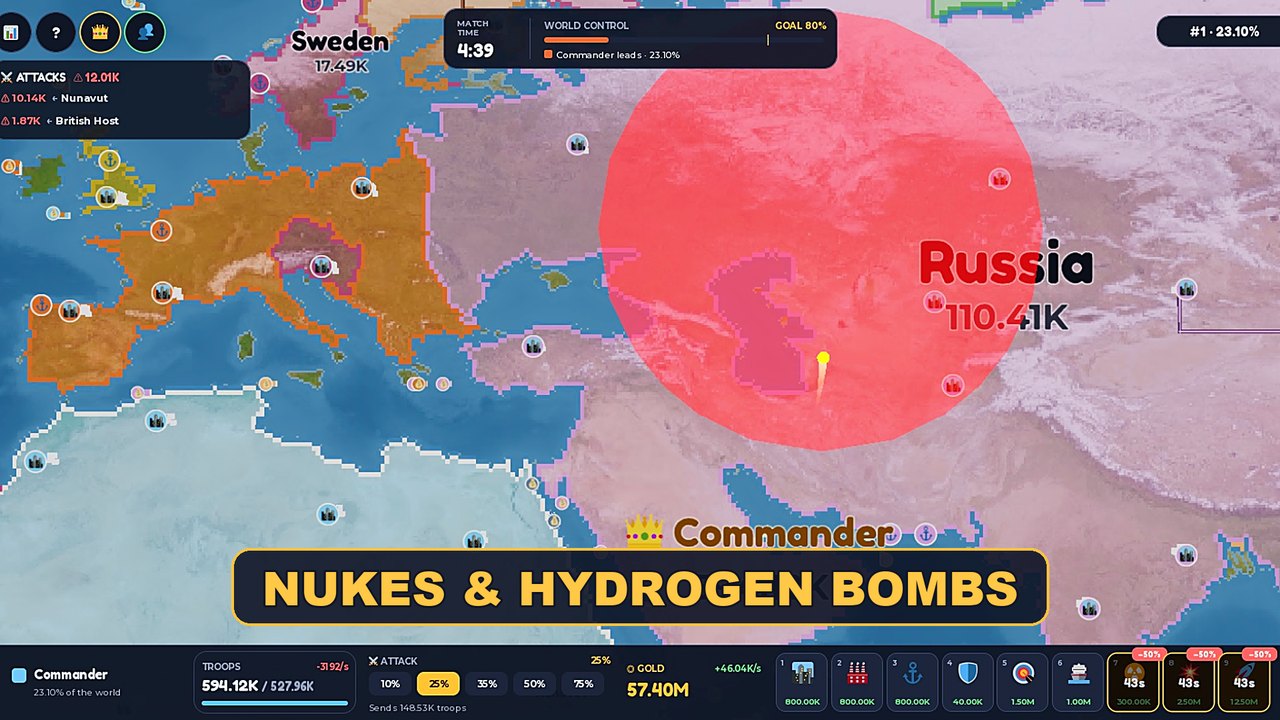 Sweden
17.49K
MATCH TIME
4:39
WORLD CONTROL
GOAL 80%
Commander leads · 23.10%
#1 · 23.10%
?
ATTACKS 12.01K
10.14K ← Nunavut
1.87K ← British Host
Russia
110.41K
Commander
NUKES & HYDROGEN BOMBS
Commander
23.10% of the world
TROOPS
-3192/s
594.12K / 527.96K
ATTACK
25%
10%
25%
35%
50%
75%
Sends 148.53K troops
GOLD
+46.04K/s
57.40M
1
800.00K
2
800.00K
3
800.00K
4
40.00K
5
1.50M
6
1.00M
7
-50%
43s
300.00K
8
-50%
43s
2.50M
9
-50%
43s
12.50M